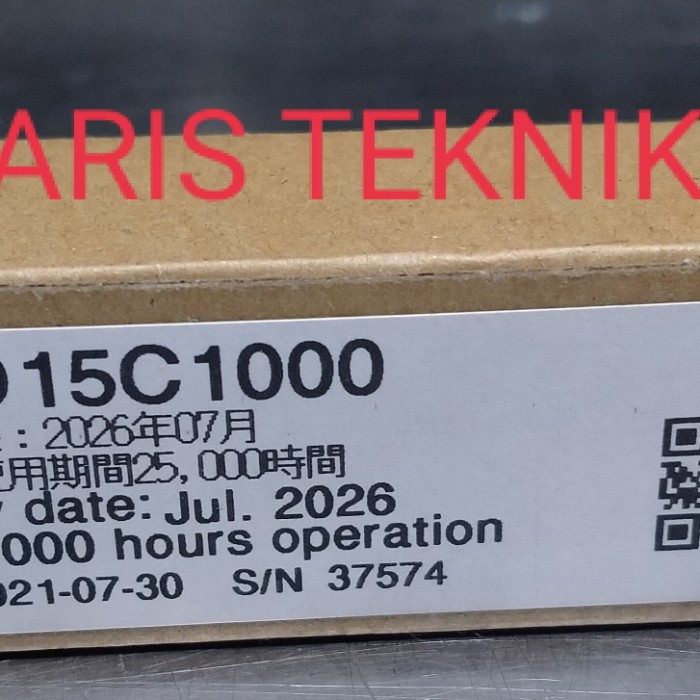 ARIS TEKNIK
015C1000
: 2026年07月
使用期間25,000時間
y date: Jul. 2026
,000 hours operation
021-07-30 S/N 37574